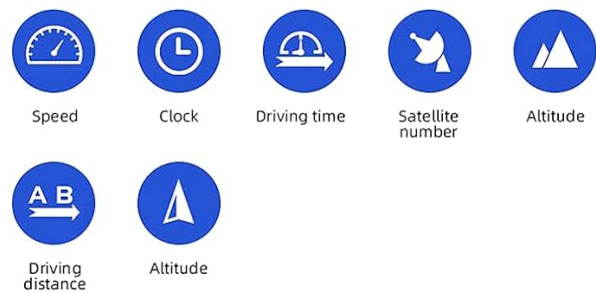 Speed
Clock
Driving time
Satellite
number
Altitude
A B
Driving
distance
Altitude